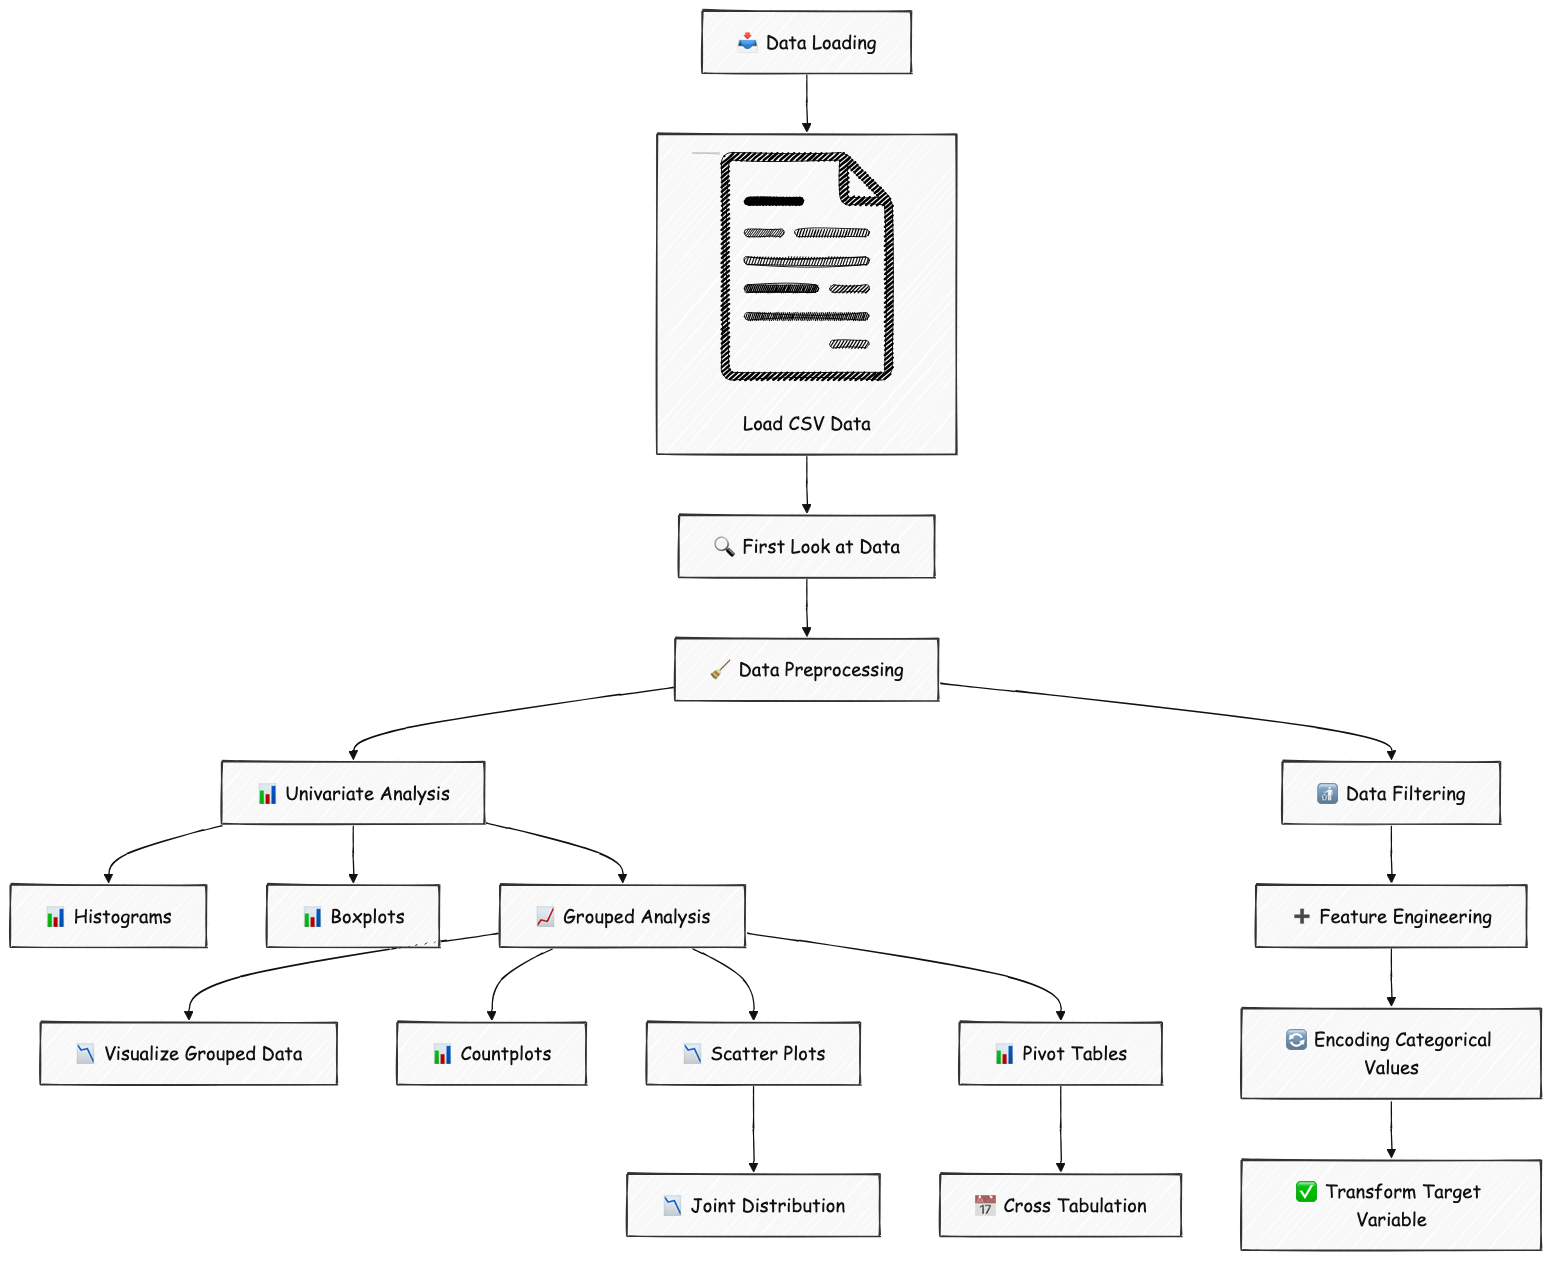 Data Loading
Load CSV Data
First Look at Data
Data Preprocessing
Univariate Analysis
Data Filtering
Histograms
Boxplots
Grouped Analysis
Feature Engineering
Visualize Grouped Data
Countplots
Scatter Plots
Pivot Tables
Encoding Categorical
Values
Joint Distribution
17
Cross Tabulation
Transform Target
Variable